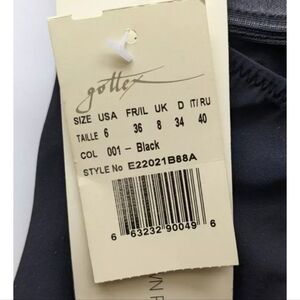 gottex
SIZE USA FR/IL UK D IT/RU
TAILLE 6 36 8 34 40
COL 001 – Black
STYLE No E22021B88A
6 63232 90049 6